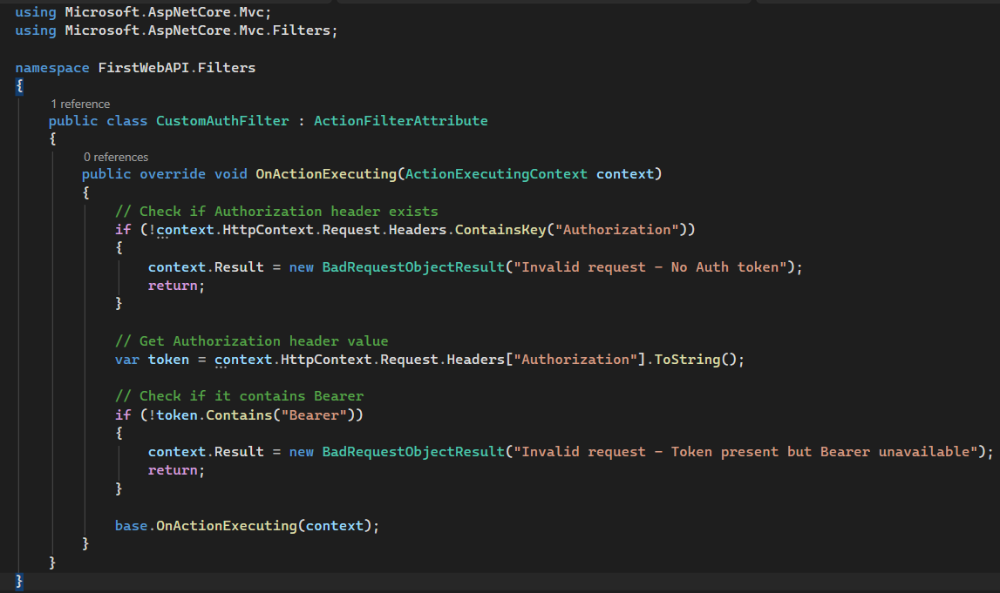 using Microsoft.AspNetCore.Mvc;
using Microsoft.AspNetCore.Mvc.Filters;
namespace FirstWebAPI.Filters
{
1 reference
public class CustomAuthFilter : ActionFilterAttribute
{
0 references
public override void OnActionExecuting(ActionExecutingContext context)
{
// Check if Authorization header exists
if (!context.HttpContext.Request.Headers.ContainsKey("Authorization"))
{
context.Result = new BadRequestObjectResult("Invalid request - No Auth token");
return;
}
// Get Authorization header value
var token = context.HttpContext.Request.Headers["Authorization"].ToString();
// Check if it contains Bearer
if (!token.Contains("Bearer"))
{
context.Result = new BadRequestObjectResult("Invalid request - Token present but Bearer unavailable");
return;
}
base.OnActionExecuting(context);
}
}
}